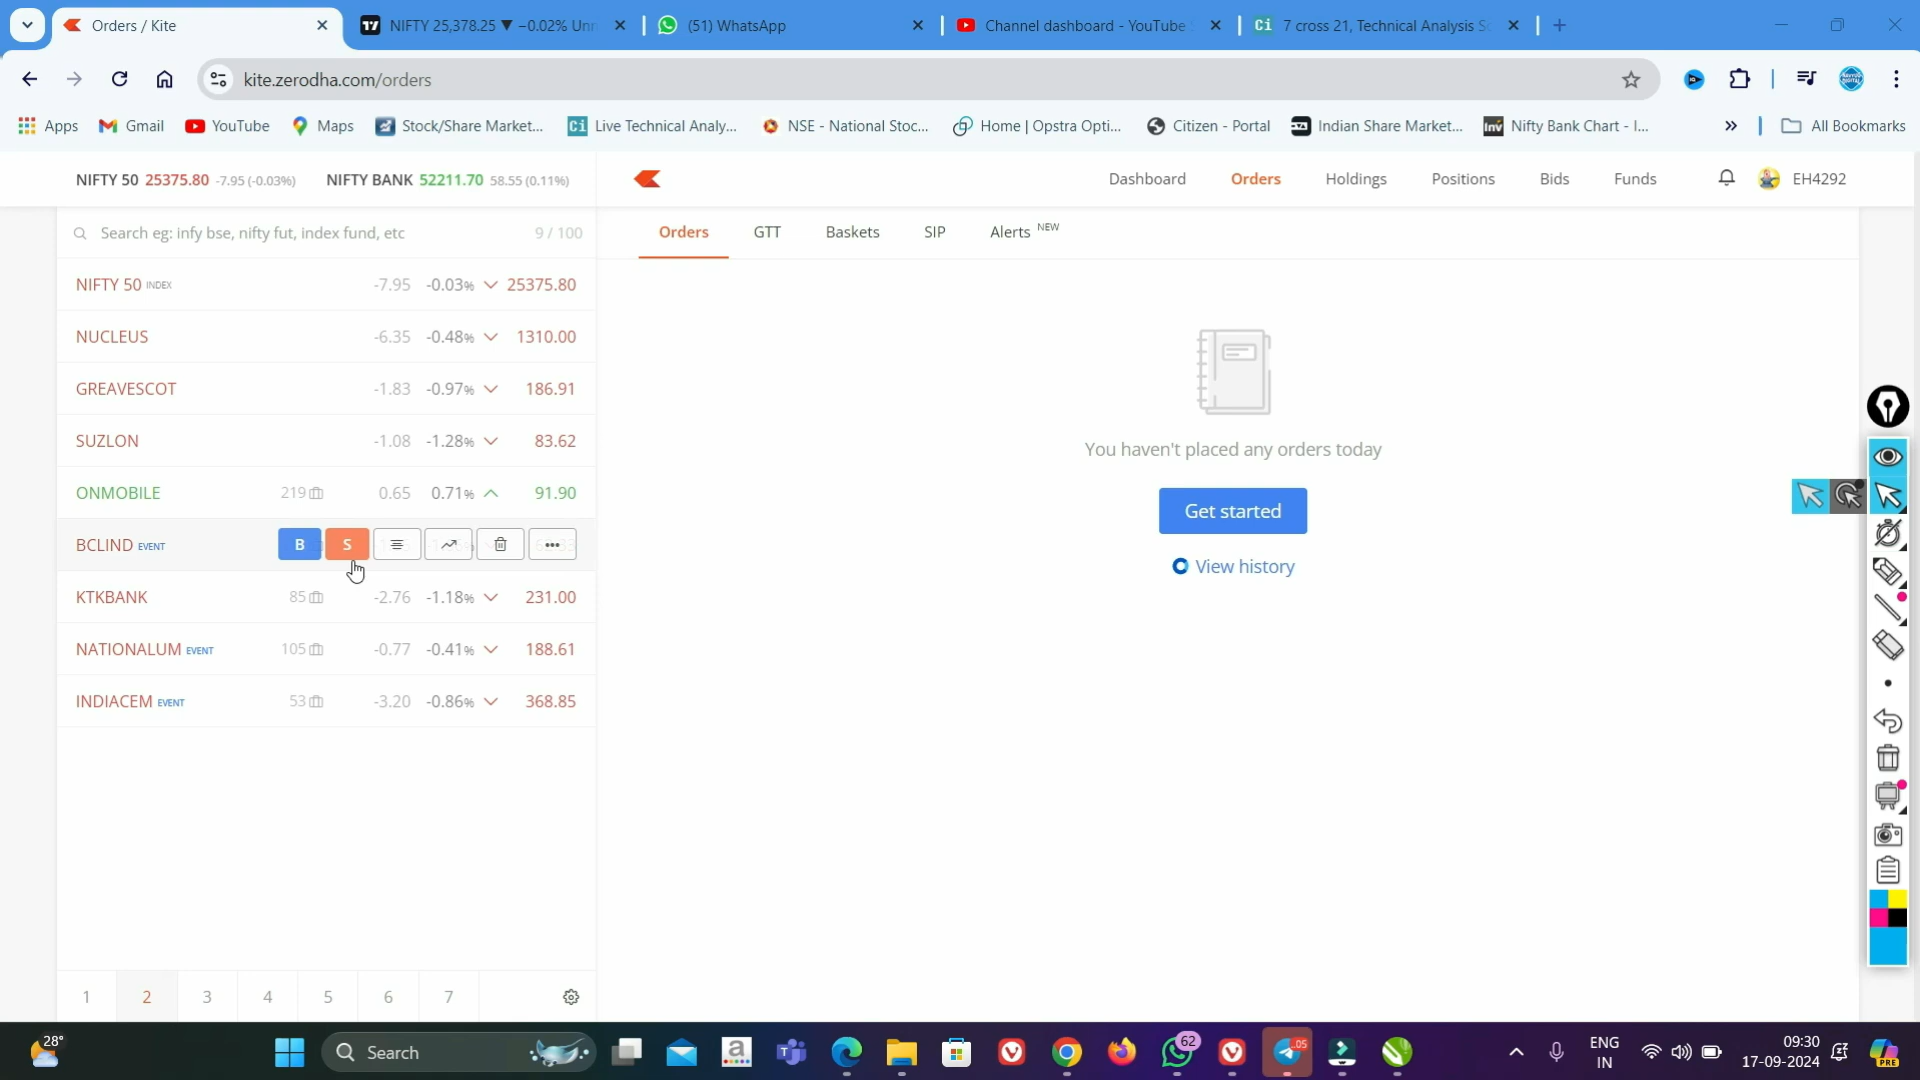 Orders / Kite
NIFTY 25,378.25 ▼ −0.02% Unn
(51) WhatsApp
Channel dashboard - YouTube S
7 cross 21, Technical Analysis Sc
kite.zerodha.com/orders
Apps
Gmail
YouTube
Maps
Stock/Share Market...
Live Technical Analy...
NSE - National Stoc...
Home | Opstra Opti...
Citizen - Portal
Indian Share Market...
Nifty Bank Chart - I...
All Bookmarks
NIFTY 50 25375.80 -7.95 (-0.03%)
NIFTY BANK 52211.70 58.55 (0.11%)
Dashboard
Orders
Holdings
Positions
Bids
Funds
EH4292
Search eg: infy bse, nifty fut, index fund, etc
9 / 100
Orders
GTT
Baskets
SIP
Alerts NEW
NIFTY 50 INDEX -7.95 -0.03% 25375.80
NUCLEUS -6.35 -0.48% 1310.00
GREAVESCOT -1.83 -0.97% 186.91
SUZLON -1.08 -1.28% 83.62
ONMOBILE 219 0.65 0.71% 91.90
BCLIND EVENT B S
KTKBANK 85 -2.76 -1.18% 231.00
NATIONALUM EVENT 105 -0.77 -0.41% 188.61
INDIACEM EVENT 53 -3.20 -0.86% 368.85
You haven't placed any orders today
Get started
View history
1 2 3 4 5 6 7
28°
Search
62
.05
ENG
IN
09:30
17-09-2024
PRE